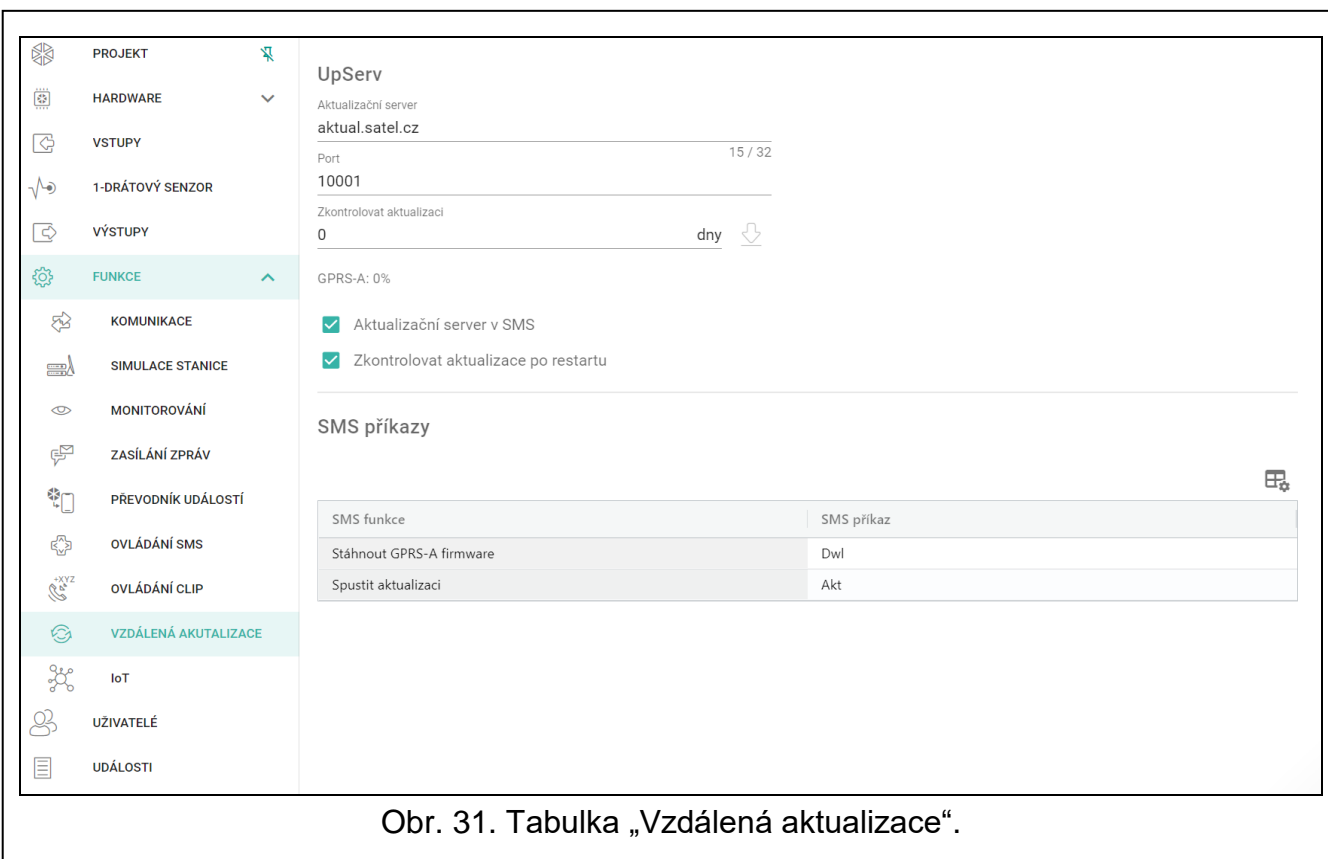 PROJEKT
HARDWARE
VSTUPY
1-DRÁTOVÝ SENZOR
VÝSTUPY
FUNKCE
KOMUNIKACE
SIMULACE STANICE
MONITOROVÁNÍ
ZASÍLÁNÍ ZPRÁV
PŘEVODNÍK UDÁLOSTÍ
OVLÁDÁNÍ SMS
+XYZ
OVLÁDÁNÍ CLIP
VZDÁLENÁ AKUTALIZACE
IoT
UŽIVATELÉ
UDÁLOSTI
UpServ
Aktualizační server
aktual.satel.cz
15 / 32
Port
10001
Zkontrolovat aktualizaci
0 dny
GPRS-A: 0%
Aktualizační server v SMS
Zkontrolovat aktualizace po restartu
SMS příkazy
SMS funkce SMS příkaz
Stáhnout GPRS-A firmware Dwl
Spustit aktualizaci Akt
Obr. 31. Tabulka „Vzdálená aktualizace“.